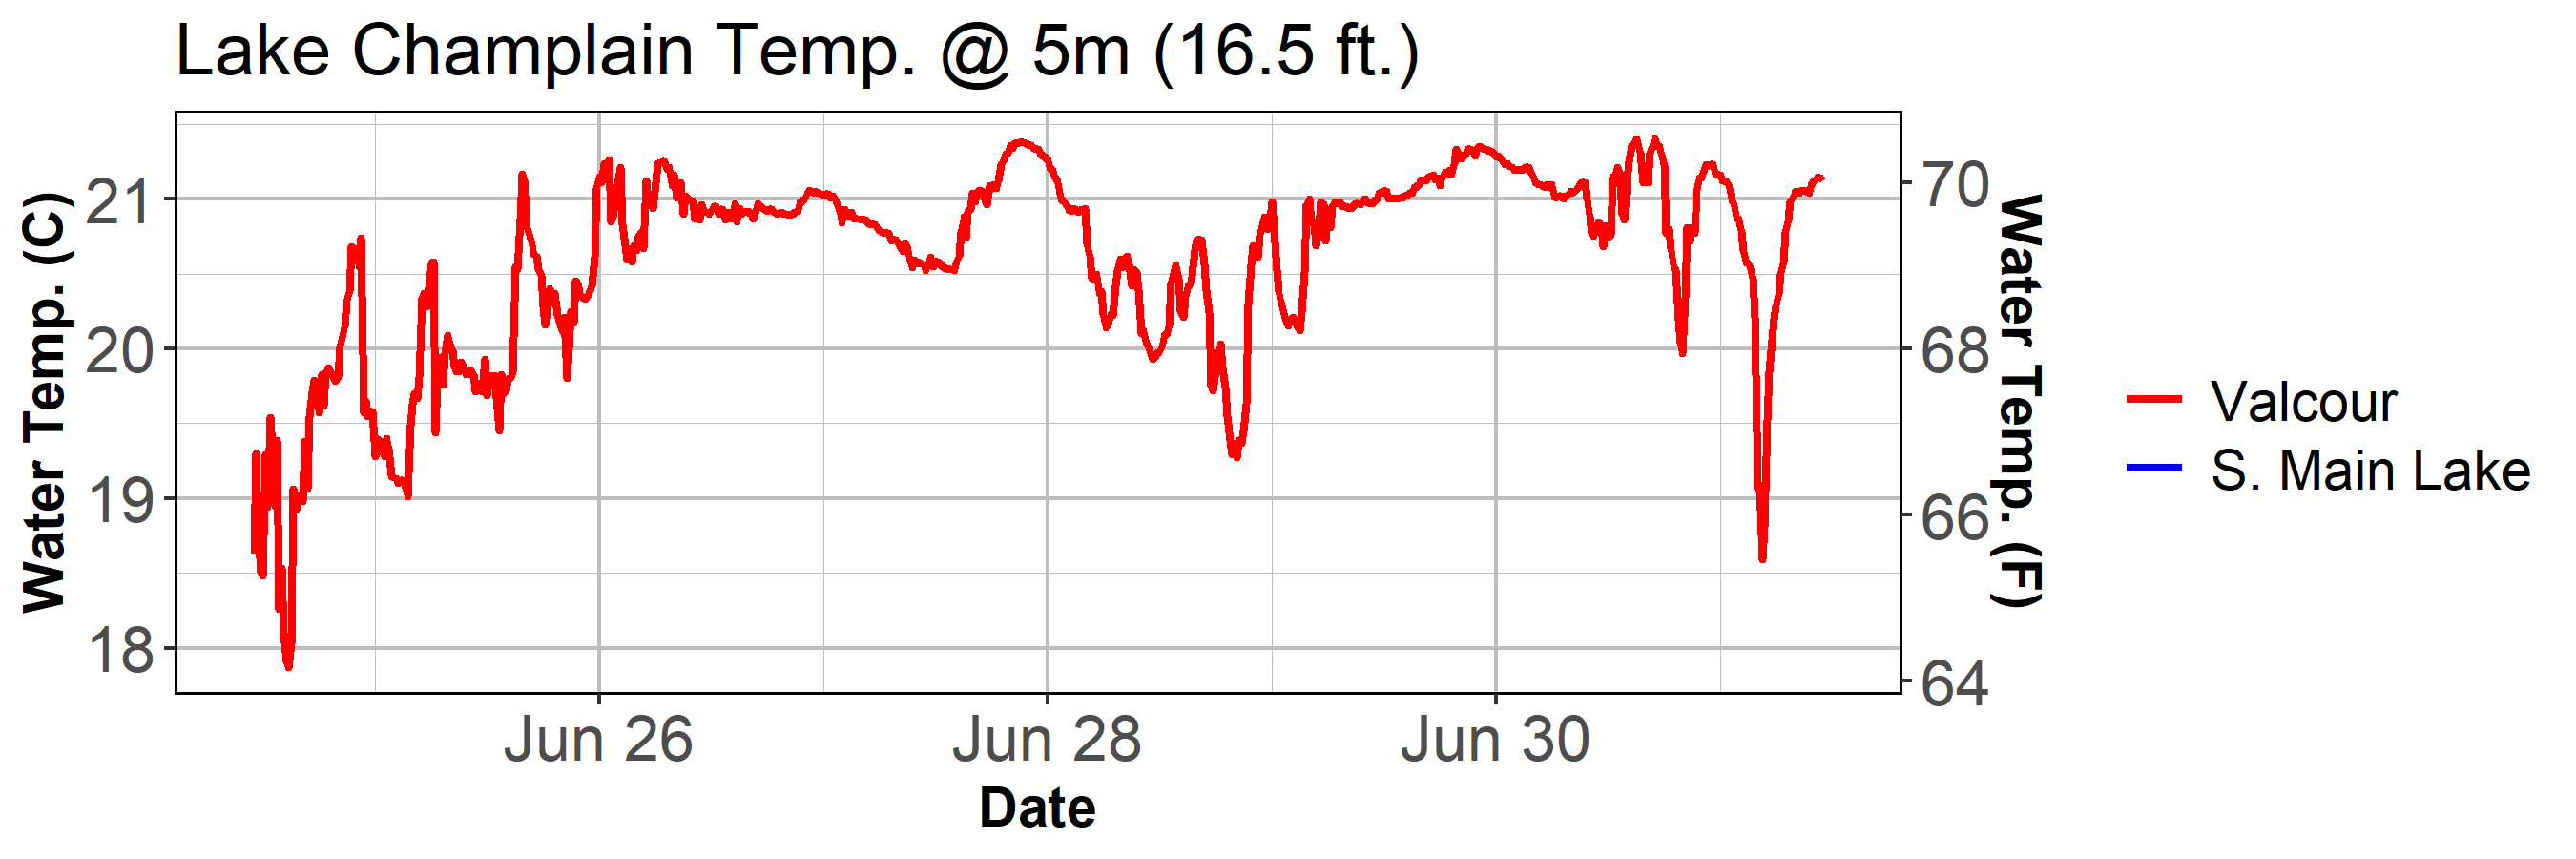 Lake Champlain Temp. @ 5m (16.5 ft.)
Water Temp. (C)
21
20
19
18
70
68
66
64
Water Temp. (F)
Jun 26
Jun 28
Jun 30
Date
Valcour
S. Main Lake